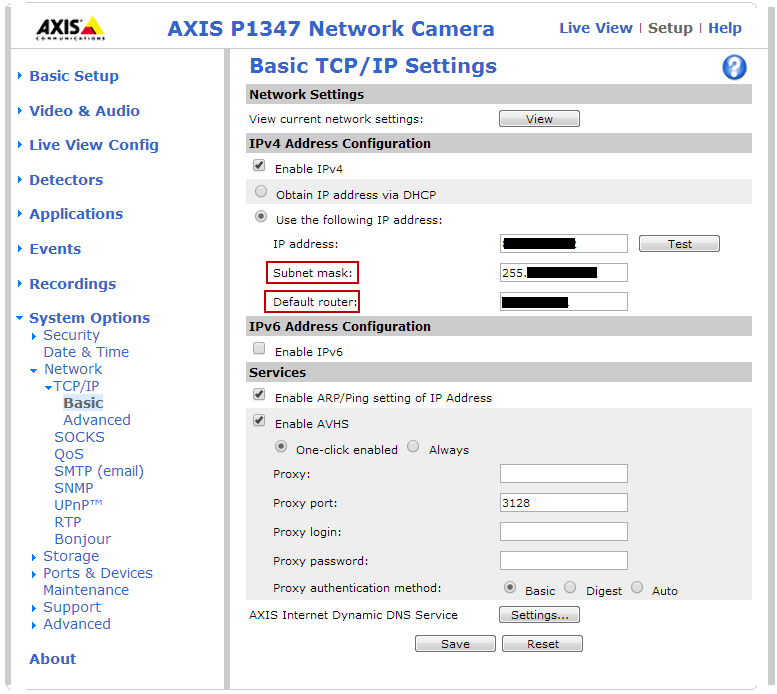 AXIS
COMMUNICATIONS
AXIS P1347 Network Camera
Live View | Setup | Help
Basic Setup
Video & Audio
Live View Config
Detectors
Applications
Events
Recordings
System Options
Security
Date & Time
Network
TCP/IP
Basic
Advanced
SOCKS
QoS
SMTP (email)
SNMP
UPnP™
RTP
Bonjour
Storage
Ports & Devices
Maintenance
Support
Advanced
About
Basic TCP/IP Settings
?
Network Settings
View current network settings: View
IPv4 Address Configuration
Enable IPv4
Obtain IP address via DHCP
Use the following IP address:
IP address: Test
Subnet mask: 255.
Default router:
IPv6 Address Configuration
Enable IPv6
Services
Enable ARP/Ping setting of IP Address
Enable AVHS
One-click enabled Always
Proxy:
Proxy port: 3128
Proxy login:
Proxy password:
Proxy authentication method: Basic Digest Auto
AXIS Internet Dynamic DNS Service Settings...
Save Reset